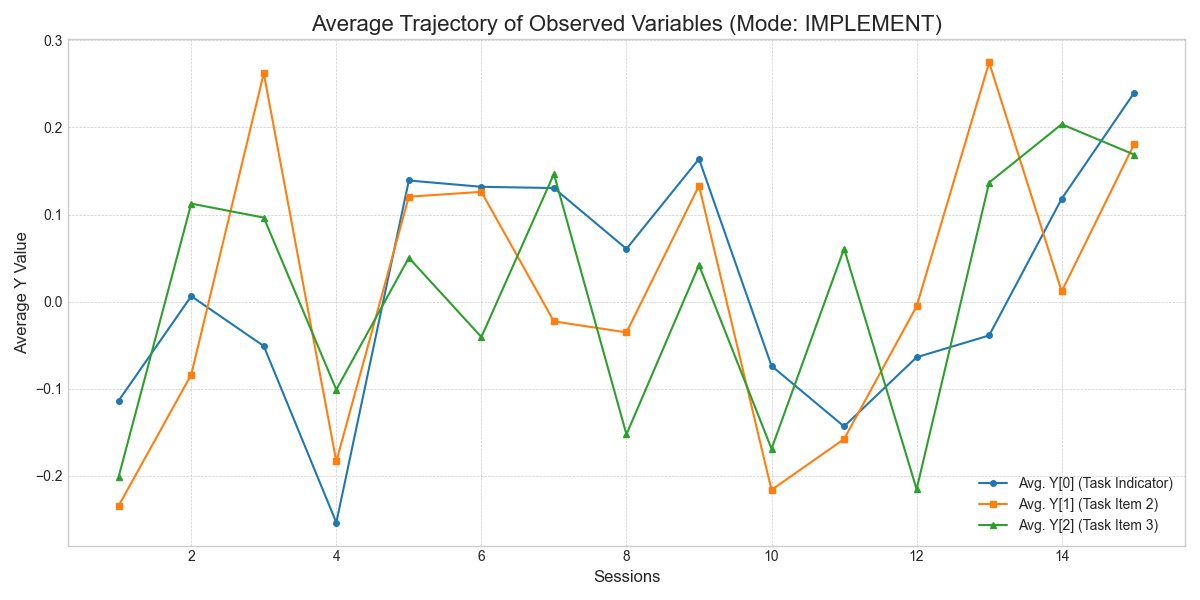 Average Trajectory of Observed Variables (Mode: IMPLEMENT)
Average Y Value
0.3
0.2
0.1
0.0
−0.1
−0.2
2 4 6 8 10 12 14
Sessions
Avg. Y[0] (Task Indicator)
Avg. Y[1] (Task Item 2)
Avg. Y[2] (Task Item 3)